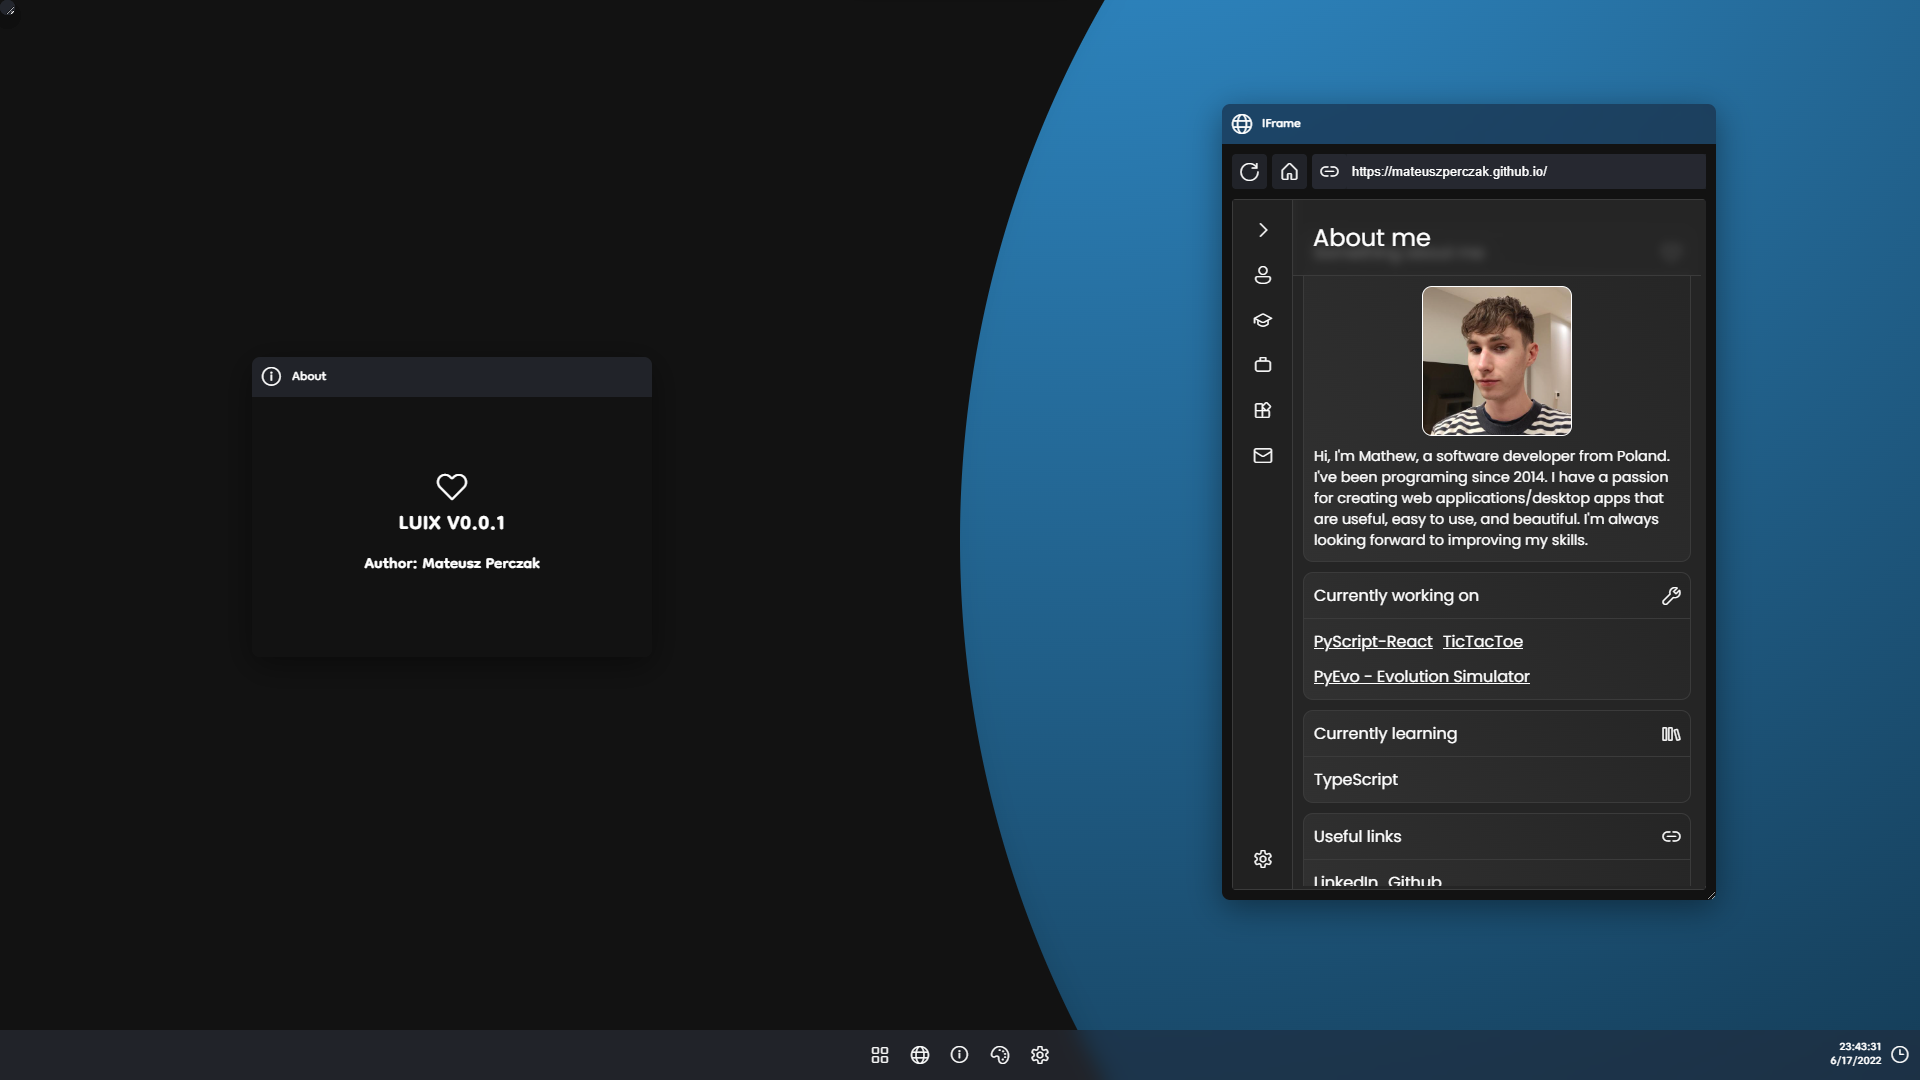 About
LUIX V0.0.1
Author: Mateusz Perczak
IFrame
https://mateuszperczak.github.io/
About me
Hi, I'm Mathew, a software developer from Poland.
I've been programing since 2014. I have a passion
for creating web applications/desktop apps that
are useful, easy to use, and beautiful. I'm always
looking forward to improving my skills.
Currently working on
PyScript-React TicTacToe
PyEvo - Evolution Simulator
Currently learning
TypeScript
Useful links
LinkedIn Github
23:43:31
6/17/2022